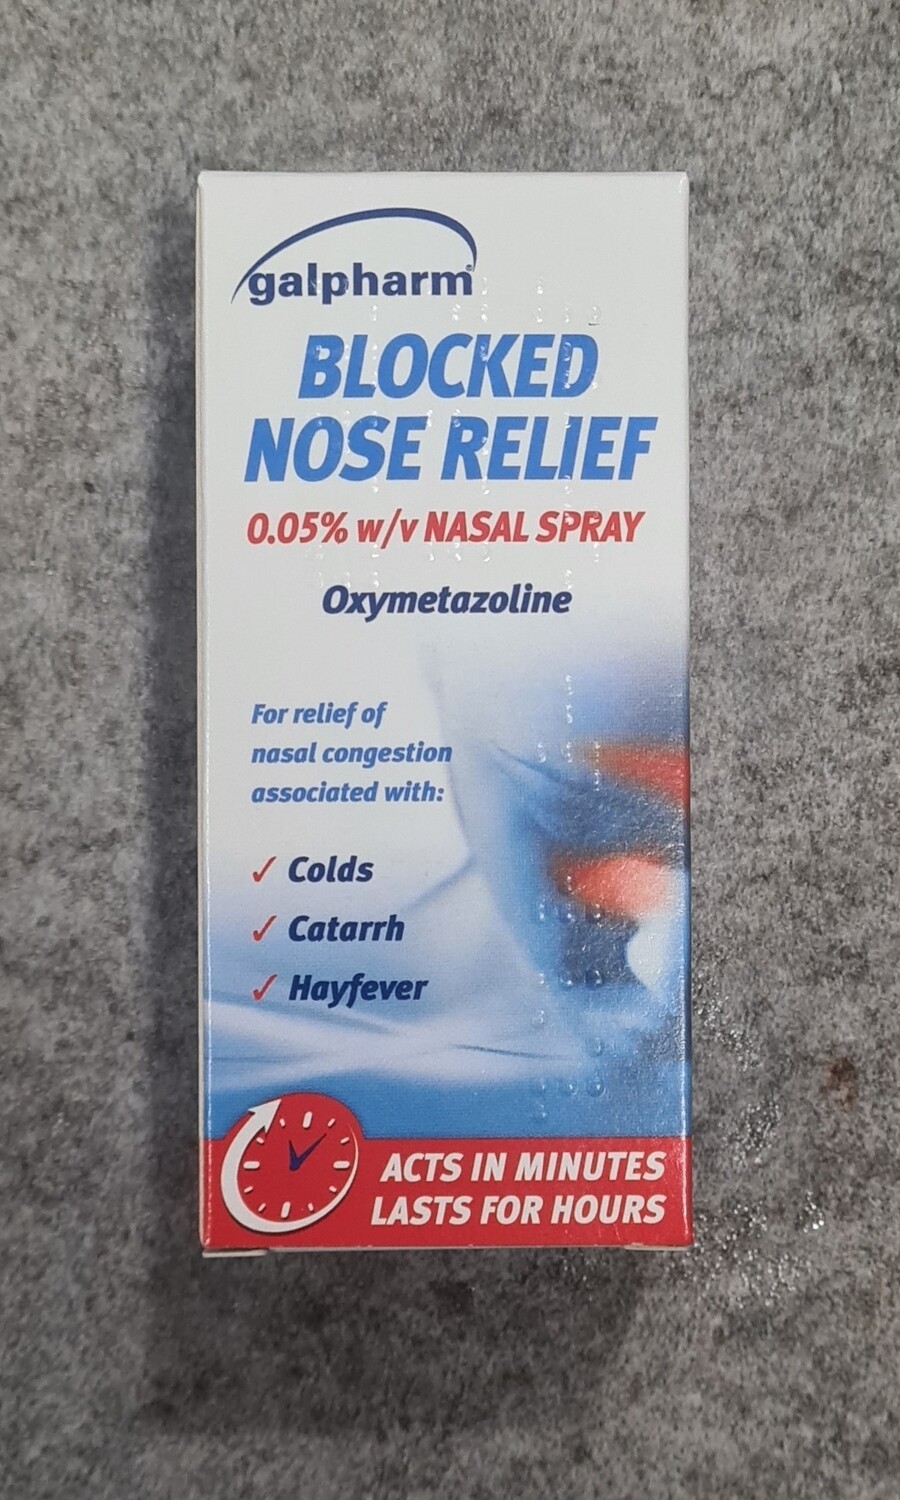 galpharm®
BLOCKED
NOSE RELIEF
0.05% w/v NASAL SPRAY
Oxymetazoline
For relief of
nasal congestion
associated with:
✓ Colds
✓ Catarrh
✓ Hayfever
ACTS IN MINUTES
LASTS FOR HOURS